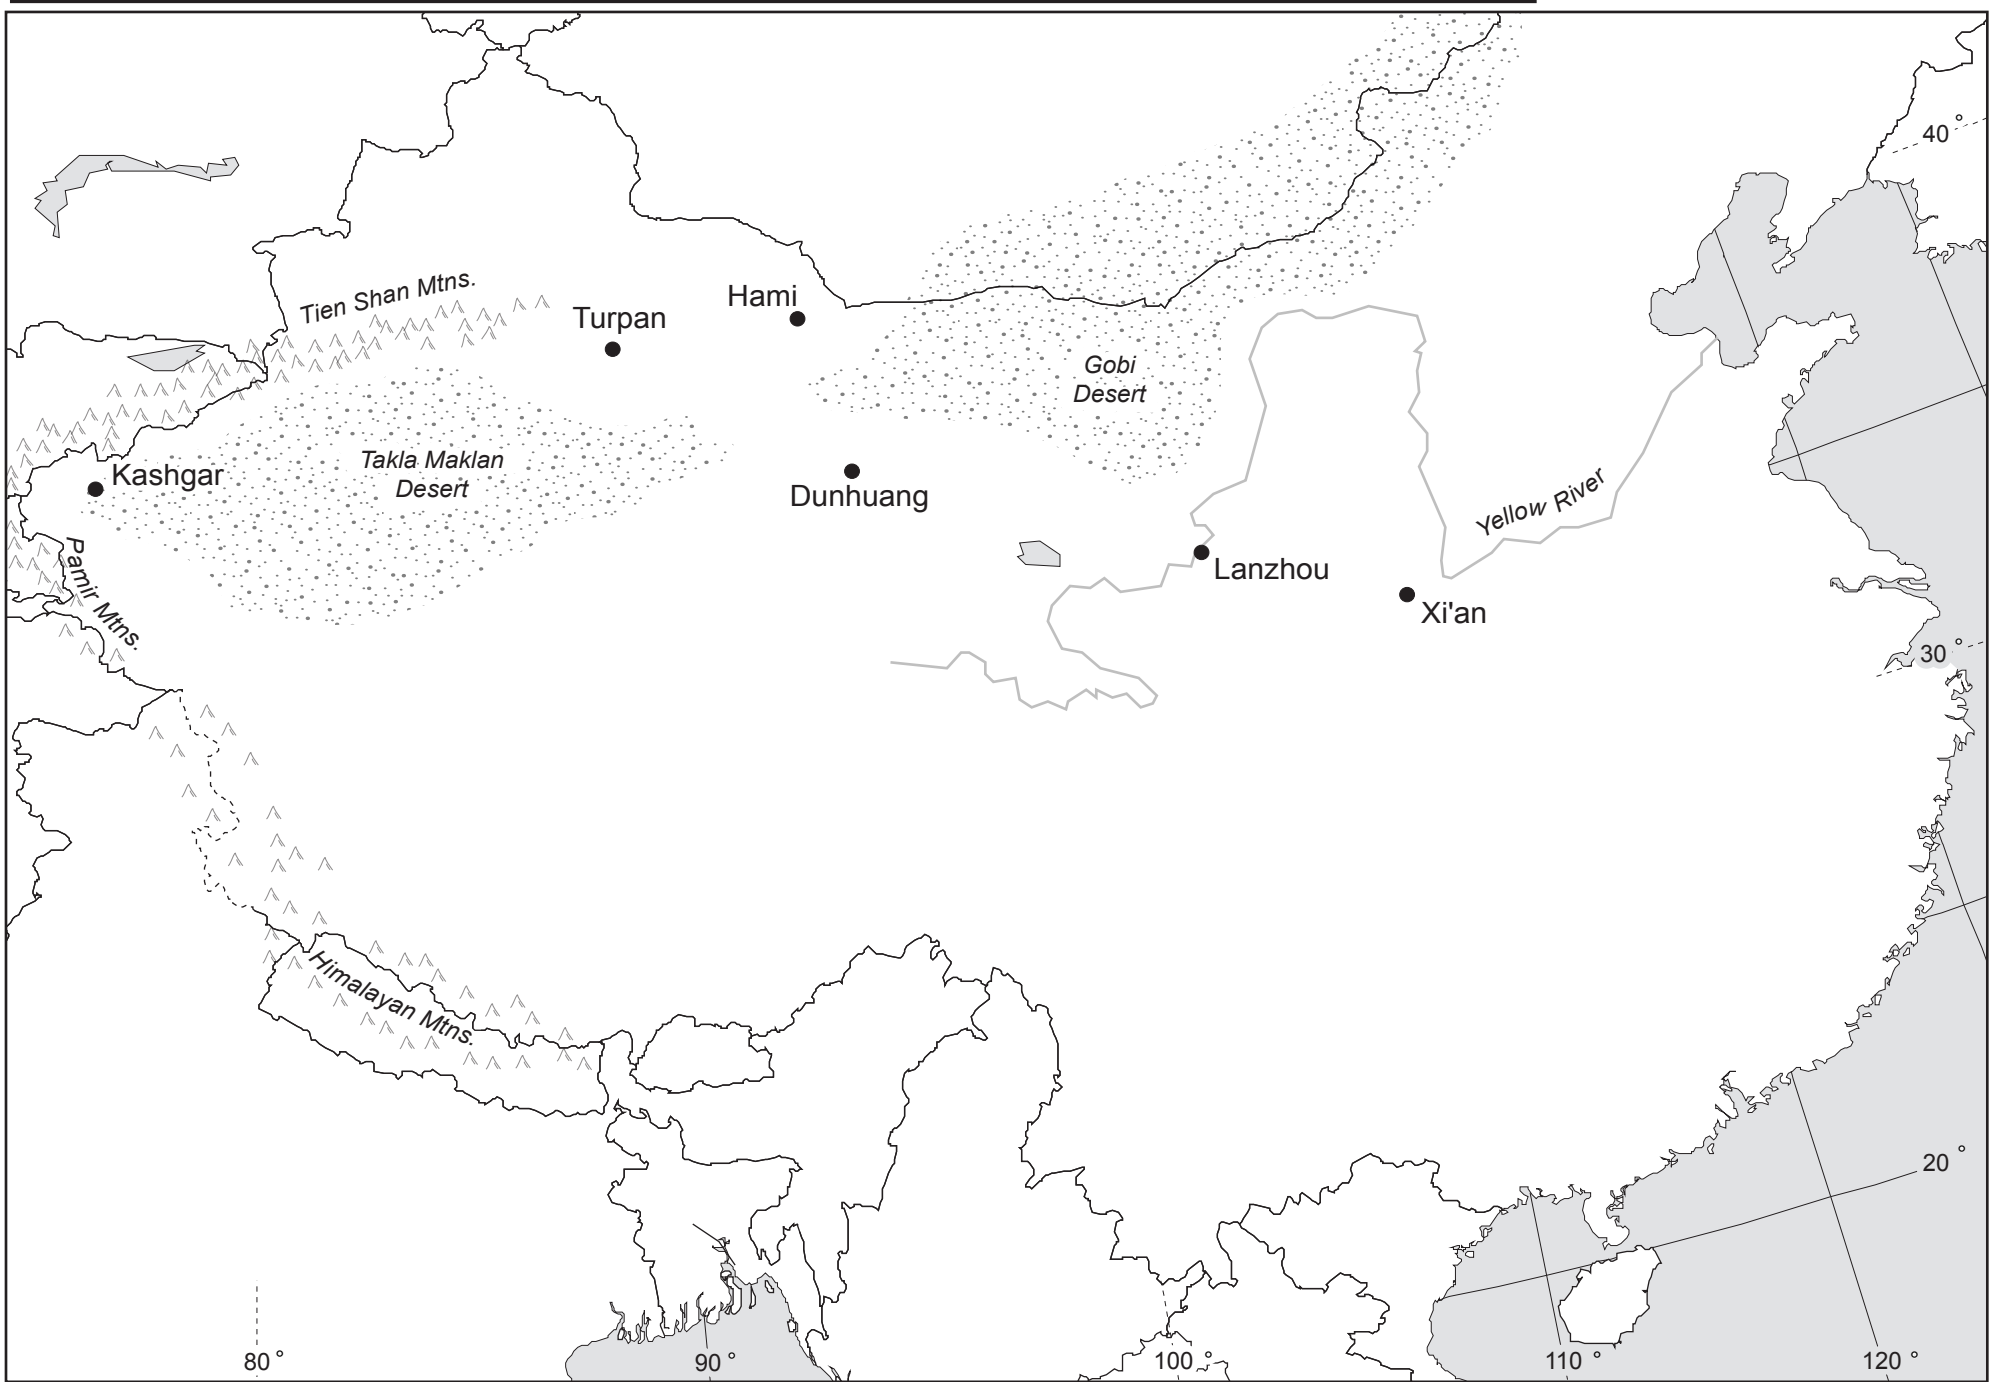 40°
Tien Shan Mtns.
Hami
Turpan
Gobi
Desert
Takla Maklan
Desert
Kashgar
Dunhuang
Yellow River
Pamir Mtns.
Lanzhou
Xi'an
30°
Himalayan Mtns.
20°
80°
90°
100°
110°
120°